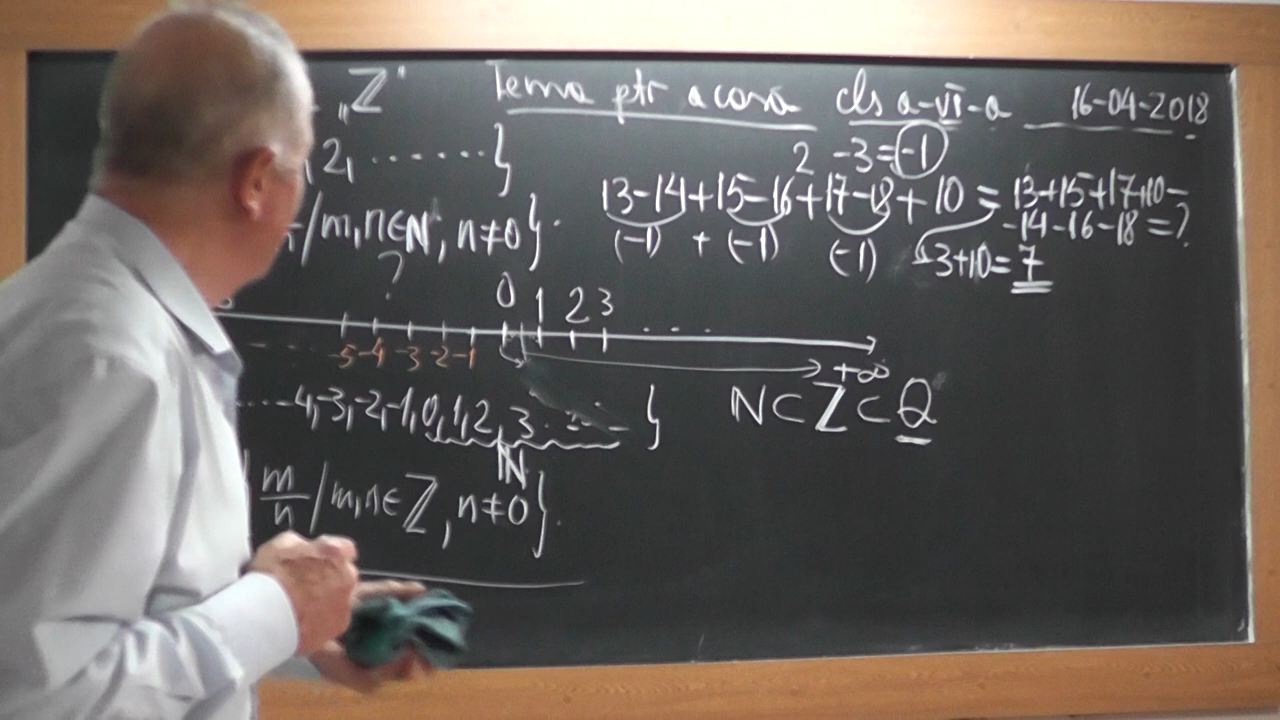 „Z" Tema ptr acasă cls a-VI-a 16-04-2018
,2, ....... }
2 -3=(-1)
13-14+15-16+17-18+10=13+15+17+10-
-14-16-18=?
(-1) + (-1) (-1) -3+10=7
/m,n∈N, n≠0}.
?
0 1 2 3 . . .
-5 -4 -3 -2 -1
+∞
....-4,-3,-2,-1,0,1,2,3... }
N
N⊂Z⊂Q
m/n /m,n∈Z, n≠0}.